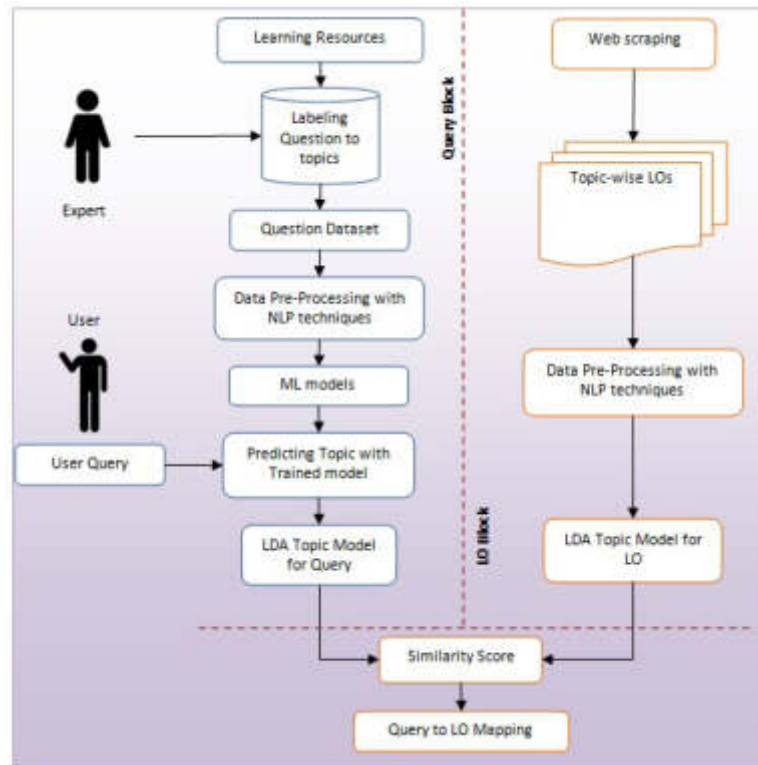 Learning Resources
Labeling
Question to
topics
Expert
Question Dataset
Data Pre-Processing with
NLP techniques
User
ML models
User Query
Predicting Topic with
Trained model
LDA Topic Model
for Query
Query Block
LO Block
Web scraping
Topic-wise LOs
Data Pre-Processing with
NLP techniques
LDA Topic Model for
LO
Similarity Score
Query to LO Mapping